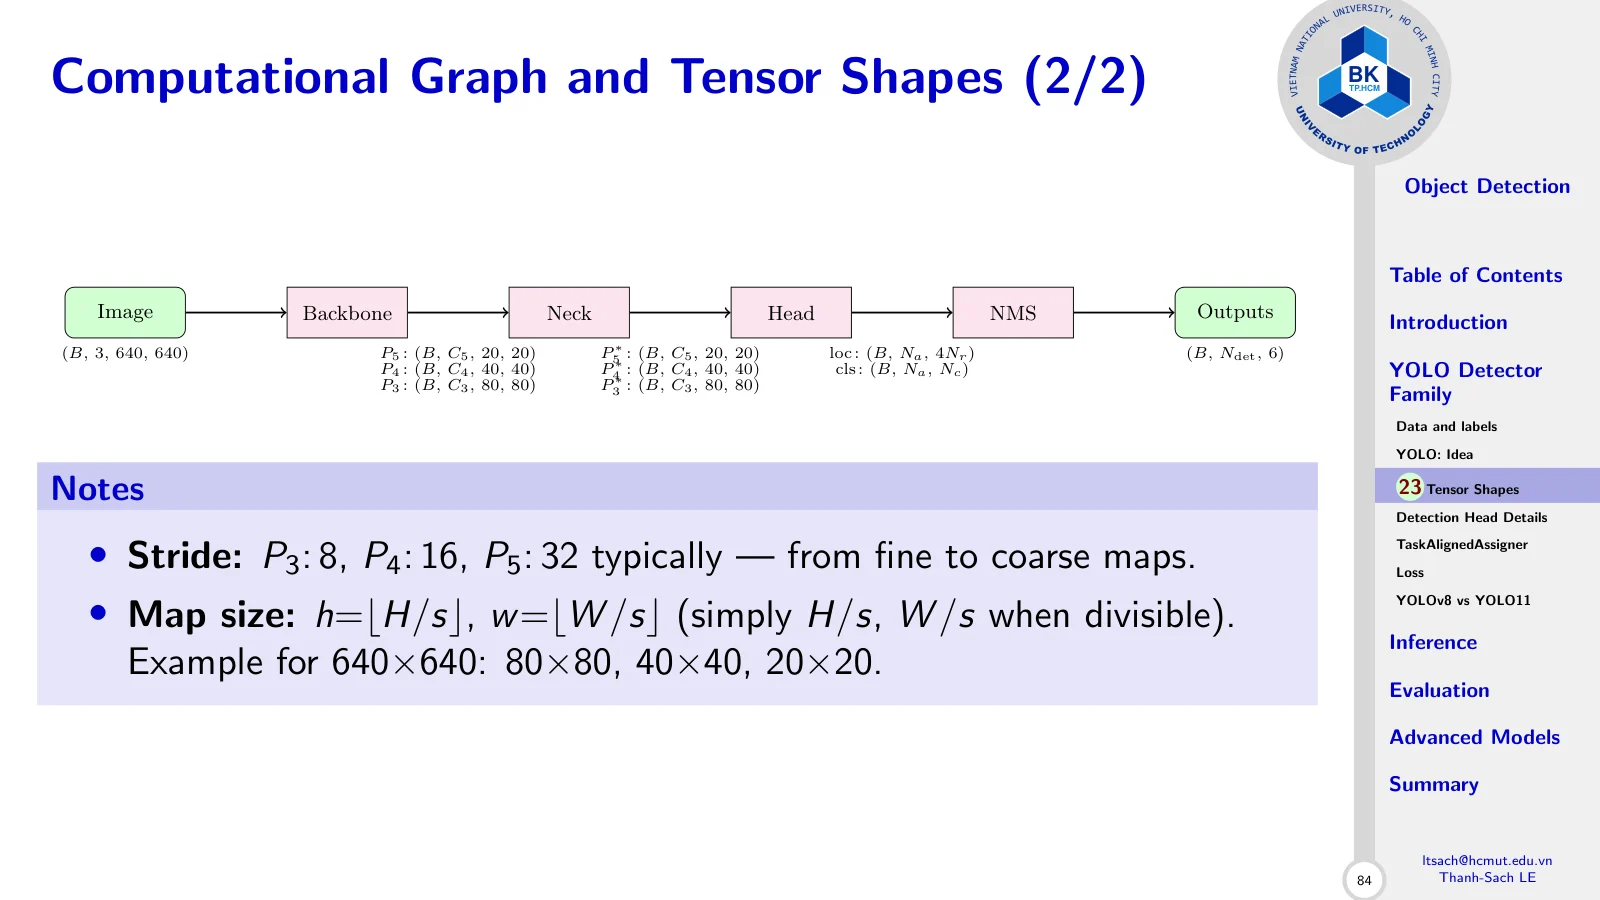 Computational Graph and Tensor Shapes (2/2)
VIETNAM NATIONAL UNIVERSITY, HO CHI MINH CITY
BK
TP.HCM
UNIVERSITY OF TECHNOLOGY
Image
Backbone
Neck
Head
NMS
Outputs
(B, 3, 640, 640)
P₅: (B, C₅, 20, 20)
P₄: (B, C₄, 40, 40)
P₃: (B, C₃, 80, 80)
P₅*: (B, C₅, 20, 20)
P₄*: (B, C₄, 40, 40)
P₃*: (B, C₃, 80, 80)
loc: (B, Nₐ, 4Nᵣ)
cls: (B, Nₐ, N_c)
(B, N_det, 6)
Notes
• Stride: P₃: 8, P₄: 16, P₅: 32 typically — from fine to coarse maps.
• Map size: h=⌊H/s⌋, w=⌊W/s⌋ (simply H/s, W/s when divisible).
Example for 640×640: 80×80, 40×40, 20×20.
Object Detection
Table of Contents
Introduction
YOLO Detector
Family
Data and labels
YOLO: Idea
23 Tensor Shapes
Detection Head Details
TaskAlignedAssigner
Loss
YOLOv8 vs YOLO11
Inference
Evaluation
Advanced Models
Summary
ltsach@hcmut.edu.vn
Thanh-Sach LE
84